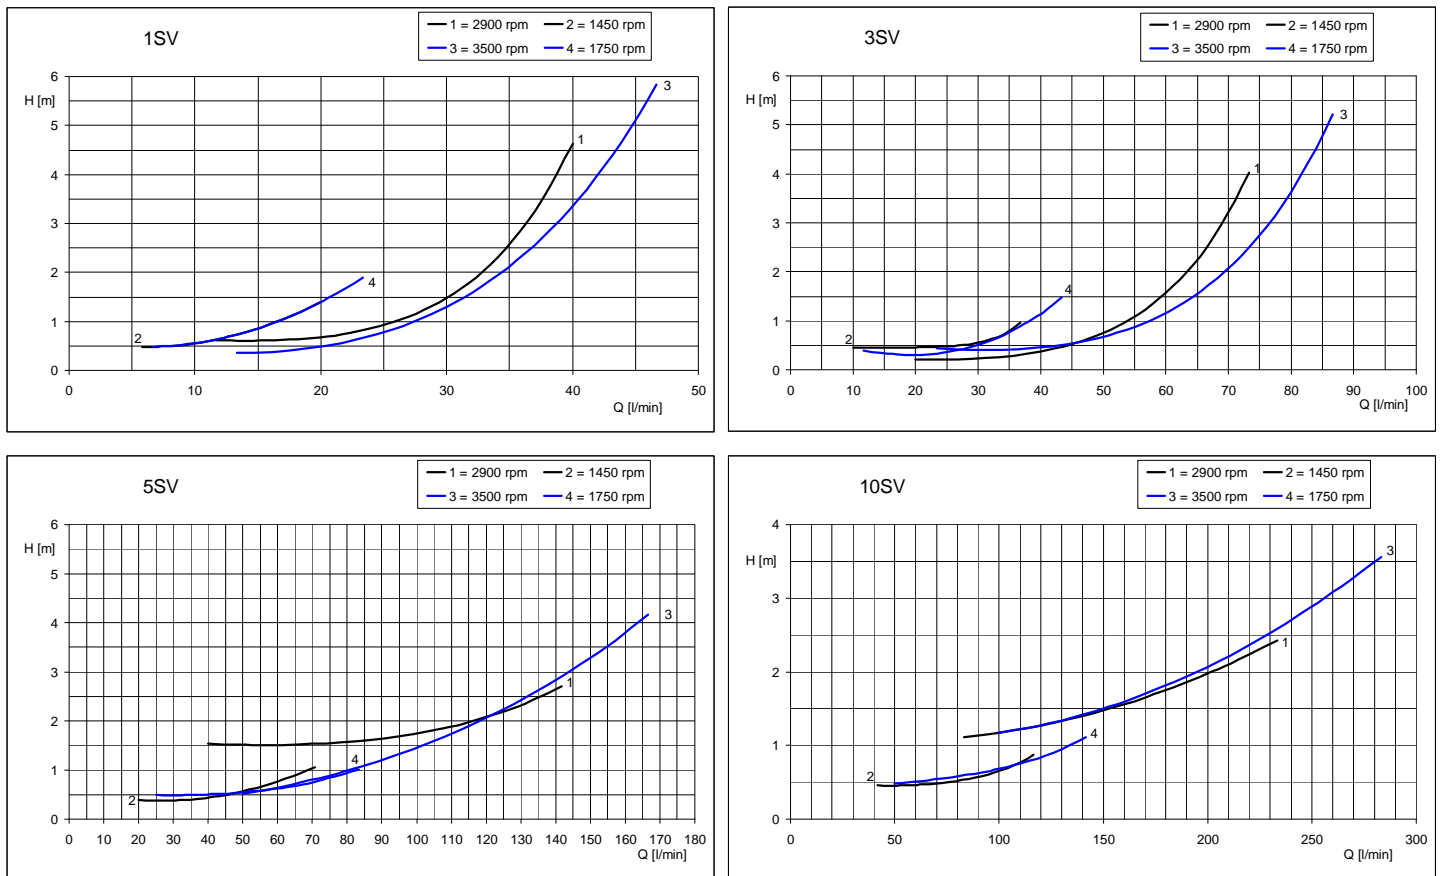 1SV
1 = 2900 rpm 2 = 1450 rpm
3 = 3500 rpm 4 = 1750 rpm
H [m]
6
5
4
3
2
1
0
3
1
4
2
0 10 20 30 40 50
Q [l/min]
3SV
1 = 2900 rpm 2 = 1450 rpm
3 = 3500 rpm 4 = 1750 rpm
H [m]
6
5
4
3
2
1
0
3
1
4
2
0 10 20 30 40 50 60 70 80 90 100
Q [l/min]
5SV
1 = 2900 rpm 2 = 1450 rpm
3 = 3500 rpm 4 = 1750 rpm
H [m]
6
5
4
3
2
1
0
3
1
4
2
0 10 20 30 40 50 60 70 80 90 100 110 120 130 140 150 160 170 180
Q [l/min]
10SV
1 = 2900 rpm 2 = 1450 rpm
3 = 3500 rpm 4 = 1750 rpm
H [m]
4
3
2
1
0
3
1
4
2
0 50 100 150 200 250 300
Q [l/min]